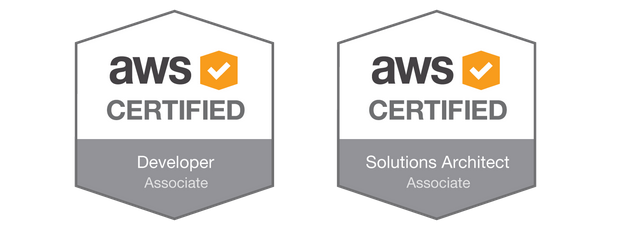 aws
CERTIFIED
Developer
Associate
aws
CERTIFIED
Solutions Architect
Associate